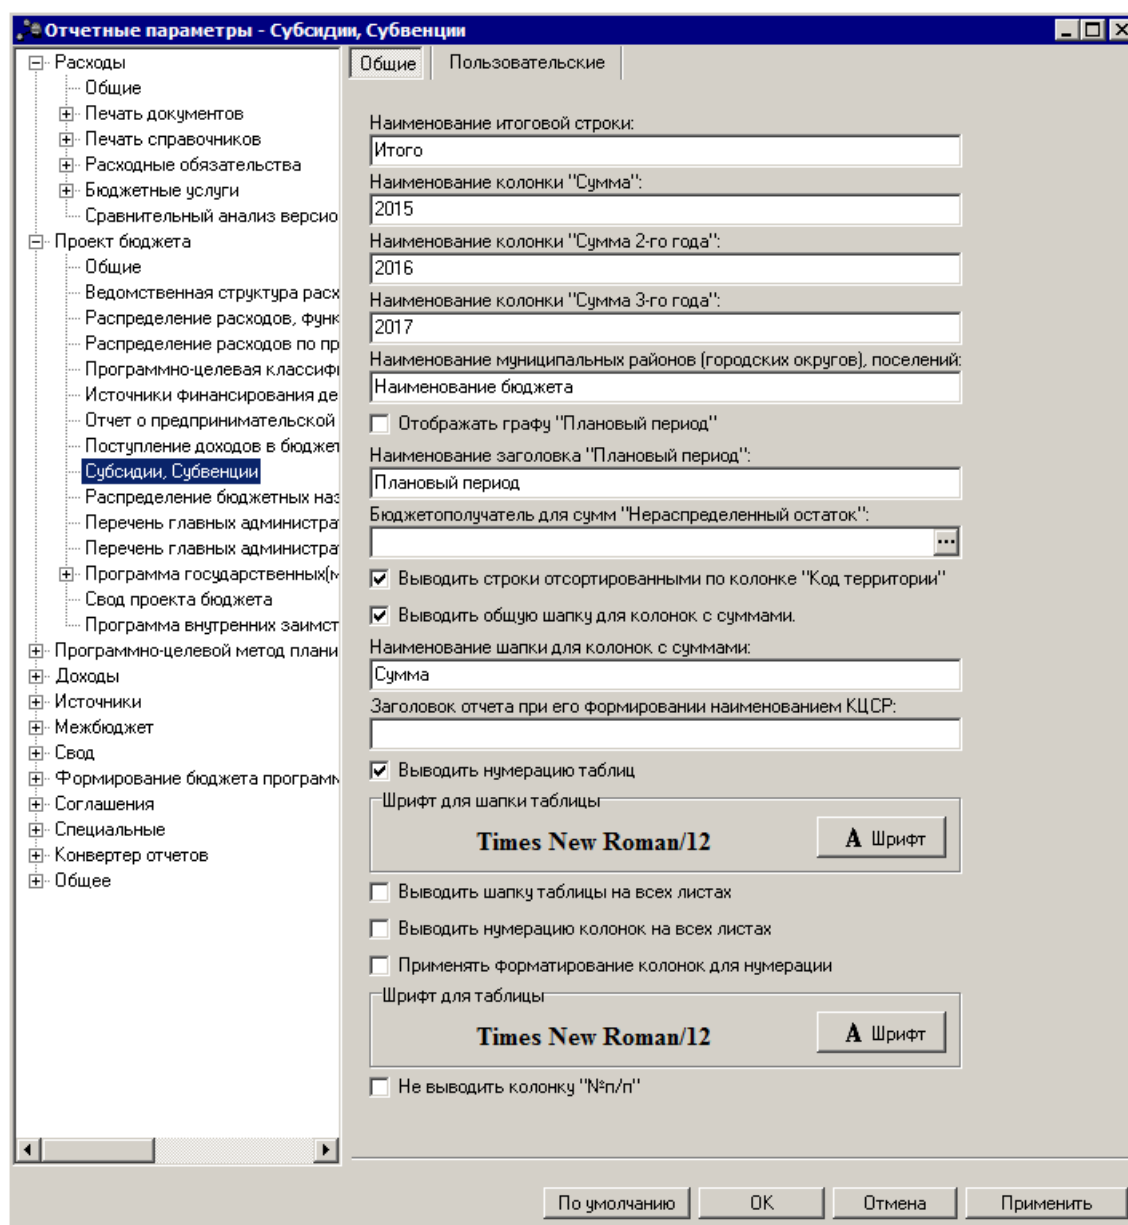 Отчетные параметры - Субсидии, Субвенции
Расходы
Общие
Печать документов
Печать справочников
Расходные обязательства
Бюджетные услуги
Сравнительный анализ версио
Проект бюджета
Общие
Ведомственная структура расх
Распределение расходов, функ
Распределение расходов по пр
Программно-целевая классифи
Источники финансирования де
Отчет о предпринимательской
Поступление доходов в бюджет
Субсидии, Субвенции
Распределение бюджетных наз
Перечень главных администра
Перечень главных администра
Программа государственных(м
Свод проекта бюджета
Программа внутренних заимст
Программно-целевой метод плани
Доходы
Источники
Межбюджет
Свод
Формирование бюджета программ
Соглашения
Специальные
Конвертер отчетов
Общее
Общие
Пользовательские
Наименование итоговой строки:
Итого
Наименование колонки "Сумма":
2015
Наименование колонки "Сумма 2-го года":
2016
Наименование колонки "Сумма 3-го года":
2017
Наименование муниципальных районов (городских округов), поселений:
Наименование бюджета
Отображать графу "Плановый период"
Наименование заголовка "Плановый период":
Плановый период
Бюджетополучатель для сумм "Нераспределенный остаток":
...
Выводить строки отсортированными по колонке "Код территории"
Выводить общую шапку для колонок с суммами.
Наименование шапки для колонок с суммами:
Сумма
Заголовок отчета при его формировании наименованием КЦСР:
Выводить нумерацию таблиц
Шрифт для шапки таблицы
Times New Roman/12
А Шрифт
Выводить шапку таблицы на всех листах
Выводить нумерацию колонок на всех листах
Применять форматирование колонок для нумерации
Шрифт для таблицы
Times New Roman/12
А Шрифт
Не выводить колонку "№п/п"
По умолчанию
OK
Отмена
Применить